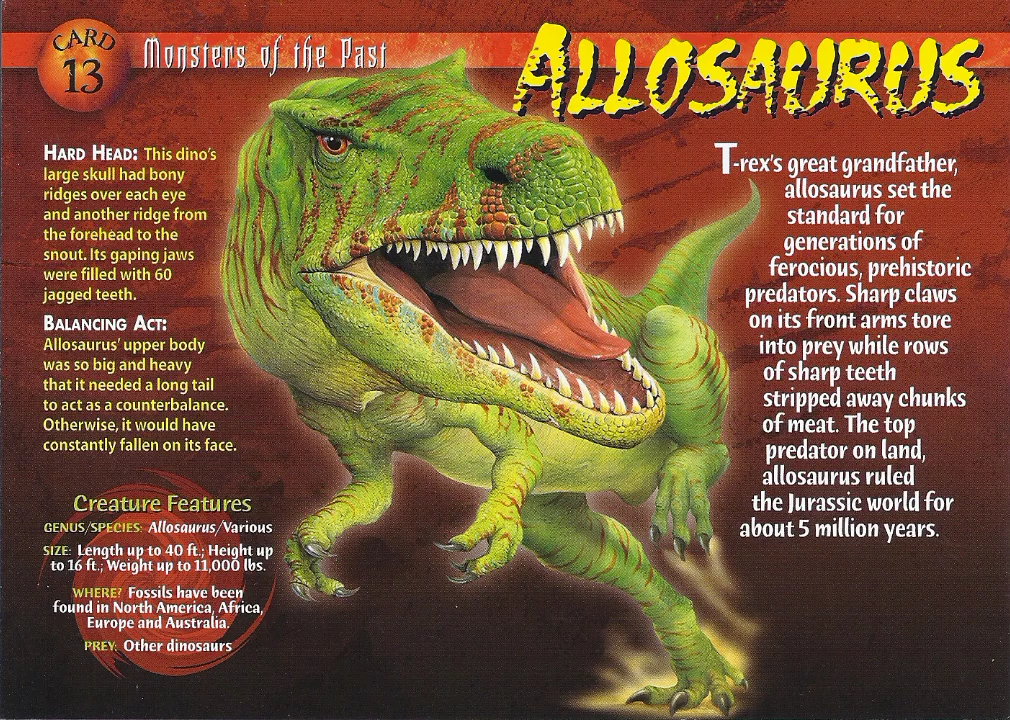 CARD
13
Monsters of the Past
ALLOSAURUS
HARD HEAD: This dino's
large skull had bony
ridges over each eye
and another ridge from
the forehead to the
snout. Its gaping jaws
were filled with 60
jagged teeth.
BALANCING ACT:
Allosaurus' upper body
was so big and heavy
that it needed a long tail
to act as a counterbalance.
Otherwise, it would have
constantly fallen on its face.
Creature Features
GENUS/SPECIES: Allosaurus/Various
SIZE: Length up to 40 ft.; Height up
to 16 ft.; Weight up to 11,000 lbs.
WHERE? Fossils have been
found in North America, Africa,
Europe and Australia.
PREY: Other dinosaurs
T-rex's great grandfather,
allosaurus set the
standard for
generations of
ferocious, prehistoric
predators. Sharp claws
on its front arms tore
into prey while rows
of sharp teeth
stripped away chunks
of meat. The top
predator on land,
allosaurus ruled
the Jurassic world for
about 5 million years.